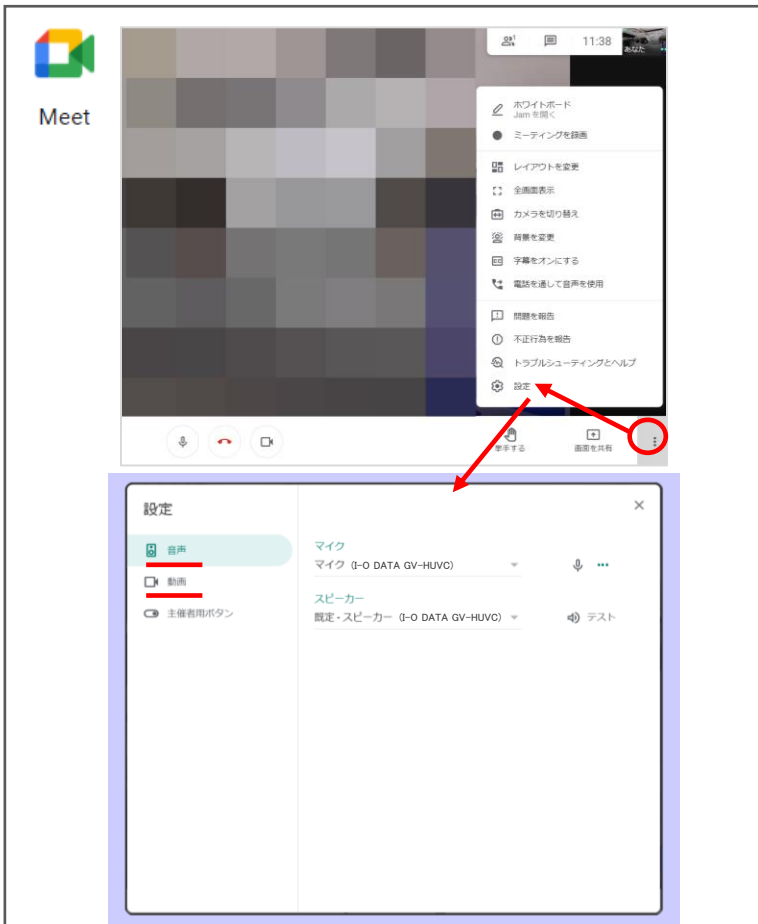 Meet
11:38
あなた
ホワイトボード
Jam を開く
ミーティングを録画
レイアウトを変更
全画面表示
カメラを切り替え
背景を変更
字幕をオンにする
電話を通して音声を使用
問題を報告
不正行為を報告
トラブルシューティングとヘルプ
設定
挙手する
画面を共有
設定
音声
動画
主催者用ボタン
マイク
マイク (I-O DATA GV-HUVC)
スピーカー
既定 - スピーカー (I-O DATA GV-HUVC)
テスト